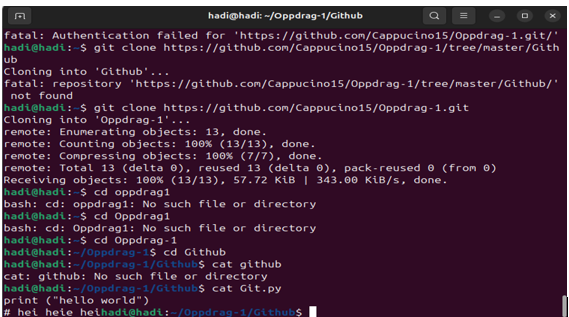 hadi@hadi: ~/Oppdrag-1/Github
fatal: Authentication failed for 'https://github.com/Cappucino15/Oppdrag-1.git/'
hadi@hadi:~$ git clone https://github.com/Cappucino15/Oppdrag-1/tree/master/Gith
ub
Cloning into 'Github'...
fatal: repository 'https://github.com/Cappucino15/Oppdrag-1/tree/master/Github/'
 not found
hadi@hadi:~$ git clone https://github.com/Cappucino15/Oppdrag-1.git
Cloning into 'Oppdrag-1'...
remote: Enumerating objects: 13, done.
remote: Counting objects: 100% (13/13), done.
remote: Compressing objects: 100% (7/7), done.
remote: Total 13 (delta 0), reused 13 (delta 0), pack-reused 0 (from 0)
Receiving objects: 100% (13/13), 57.72 KiB | 343.00 KiB/s, done.
hadi@hadi:~$ cd oppdrag1
bash: cd: oppdrag1: No such file or directory
hadi@hadi:~$ cd Oppdrag1
bash: cd: Oppdrag1: No such file or directory
hadi@hadi:~$ cd Oppdrag-1
hadi@hadi:~/Oppdrag-1$ cd Github
hadi@hadi:~/Oppdrag-1/Github$ cat github
cat: github: No such file or directory
hadi@hadi:~/Oppdrag-1/Github$ cat Git.py
print ("hello world")
# hei heie heihadi@hadi:~/Oppdrag-1/Github$